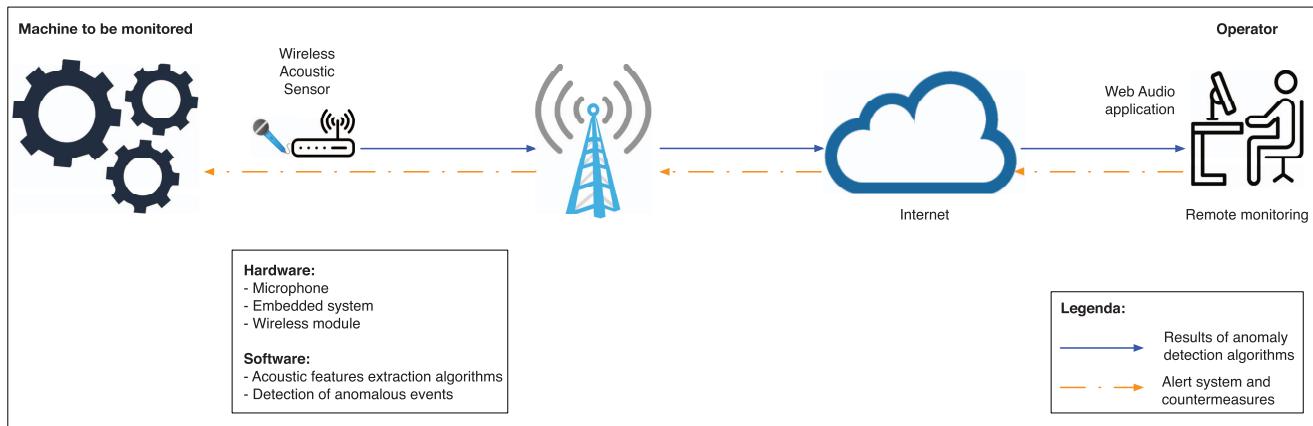 Machine to be monitored
Wireless
Acoustic
Sensor
Operator
Web Audio
application
Internet
Remote monitoring
Hardware:
- Microphone
- Embedded system
- Wireless module
Software:
- Acoustic features extraction algorithms
- Detection of anomalous events
Legenda:
Results of anomaly
detection algorithms
Alert system and
countermeasures